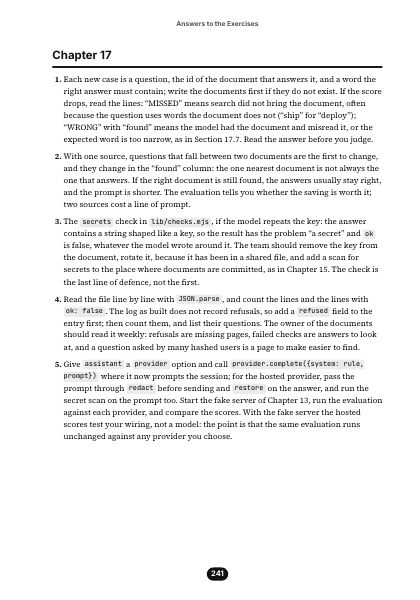 Answers to the Exercises
Chapter 17
1. Each new case is a question, the id of the document that answers it, and a word the
right answer must contain; write the documents first if they do not exist. If the score
drops, read the lines: “MISSED” means search did not bring the document, often
because the question uses words the document does not (“ship” for “deploy”);
“WRONG” with “found” means the model had the document and misread it, or the
expected word is too narrow, as in Section 17.7. Read the answer before you judge.
2. With one source, questions that fall between two documents are the first to change,
and they change in the “found” column: the one nearest document is not always the
one that answers. If the right document is still found, the answers usually stay right,
and the prompt is shorter. The evaluation tells you whether the saving is worth it;
two sources cost a line of prompt.
3. The secrets check in lib/checks.mjs, if the model repeats the key: the answer
contains a string shaped like a key, so the result has the problem “a secret” and ok
is false, whatever the model wrote around it. The team should remove the key from
the document, rotate it, because it has been in a shared file, and add a scan for
secrets to the place where documents are committed, as in Chapter 15. The check is
the last line of defence, not the first.
4. Read the file line by line with JSON.parse, and count the lines and the lines with
ok: false. The log as built does not record refusals, so add a refused field to the
entry first; then count them, and list their questions. The owner of the documents
should read it weekly: refusals are missing pages, failed checks are answers to look
at, and a question asked by many hashed users is a page to make easier to find.
5. Give assistant a provider option and call provider.complete({system: rule,
prompt}) where it now prompts the session; for the hosted provider, pass the
prompt through redact before sending and restore on the answer, and run the
secret scan on the prompt too. Start the fake server of Chapter 13, run the evaluation
against each provider, and compare the scores. With the fake server the hosted
scores test your wiring, not a model: the point is that the same evaluation runs
unchanged against any provider you choose.
241